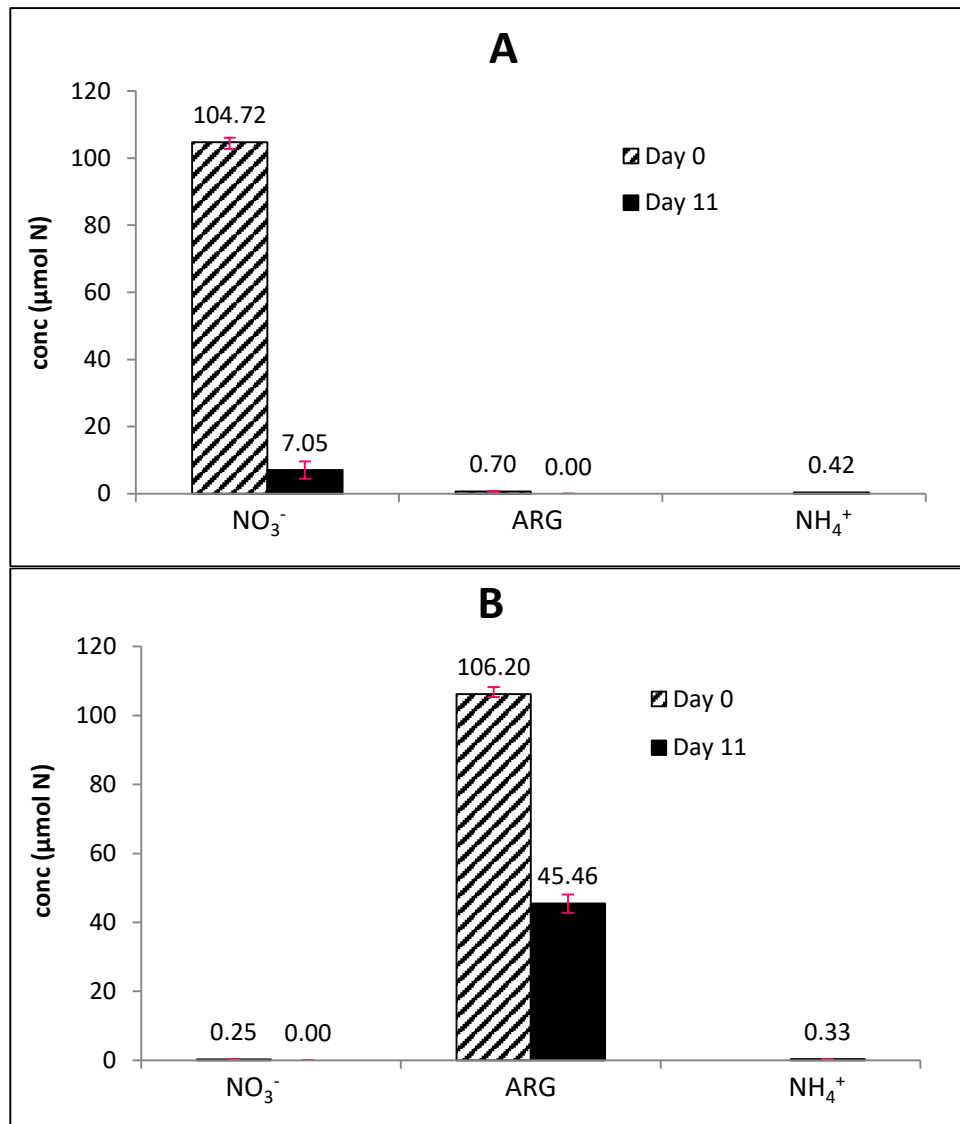 A
120
104.72
100
Day 0
Day 11
80
60
40
20
7.05
0.70
0.00
0.42
0
conc (µmol N)
NO₃⁻
ARG
NH₄⁺
B
120
106.20
100
Day 0
Day 11
80
60
45.46
40
20
0.25
0.00
0.33
0
conc (µmol N)
NO₃⁻
ARG
NH₄⁺